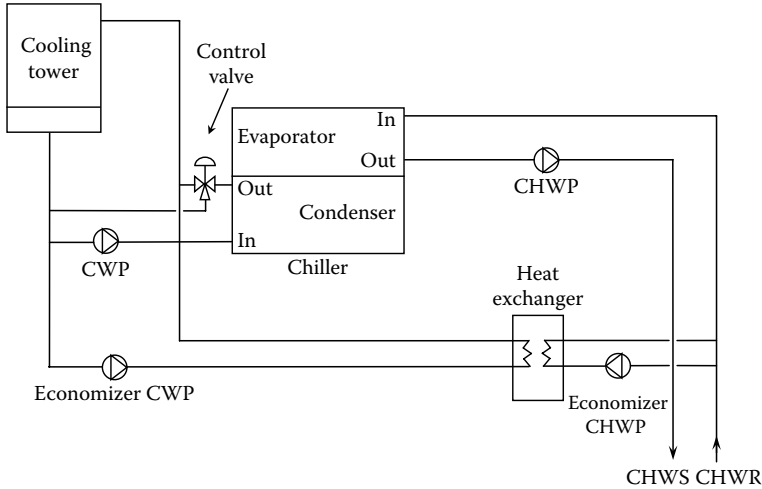 Cooling
tower
Control
valve
In
Evaporator
Out
CHWP
Out
Condenser
In
CWP
Chiller
Heat
exchanger
Economizer CWP
Economizer
CHWP
CHWS CHWR